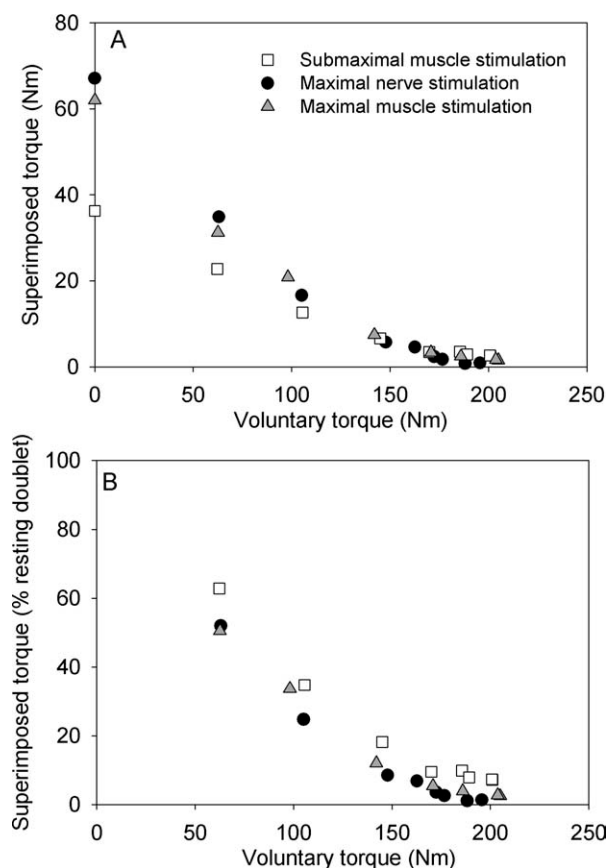 A
Submaximal muscle stimulation
Maximal nerve stimulation
Maximal muscle stimulation
Superimposed torque (Nm)
80
60
40
20
0
0 50 100 150 200 250
Voluntary torque (Nm)
B
Superimposed torque (% resting doublet)
100
80
60
40
20
0
0 50 100 150 200 250
Voluntary torque (Nm)